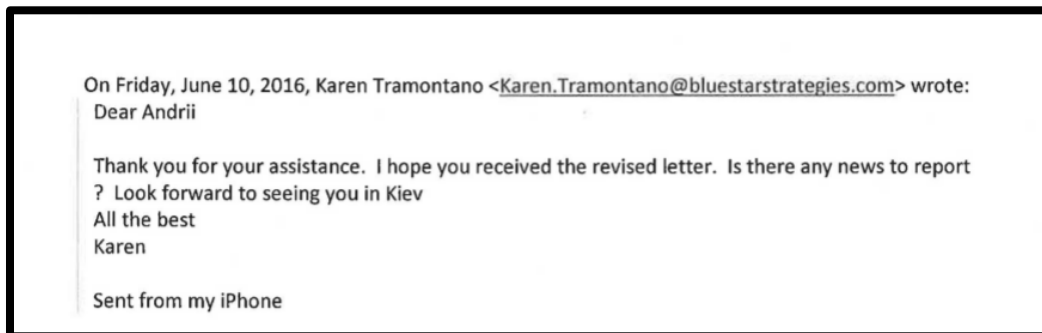 On Friday, June 10, 2016, Karen Tramontano <Karen.Tramontano@bluestarstrategies.com> wrote:
Dear Andrii
Thank you for your assistance. I hope you received the revised letter. Is there any news to report
? Look forward to seeing you in Kiev
All the best
Karen
Sent from my iPhone